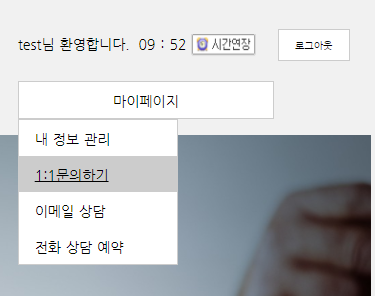 test님 환영합니다. 09 : 52 시간연장 로그아웃
마이페이지
내 정보 관리
1:1문의하기
이메일 상담
전화 상담 예약